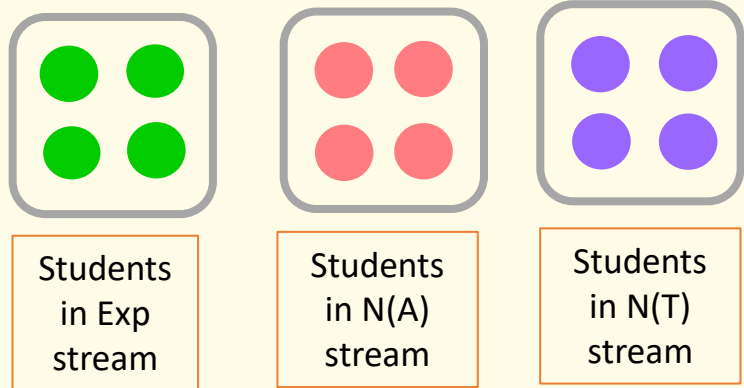 Students
in Exp
stream
Students
in N(A)
stream
Students
in N(T)
stream